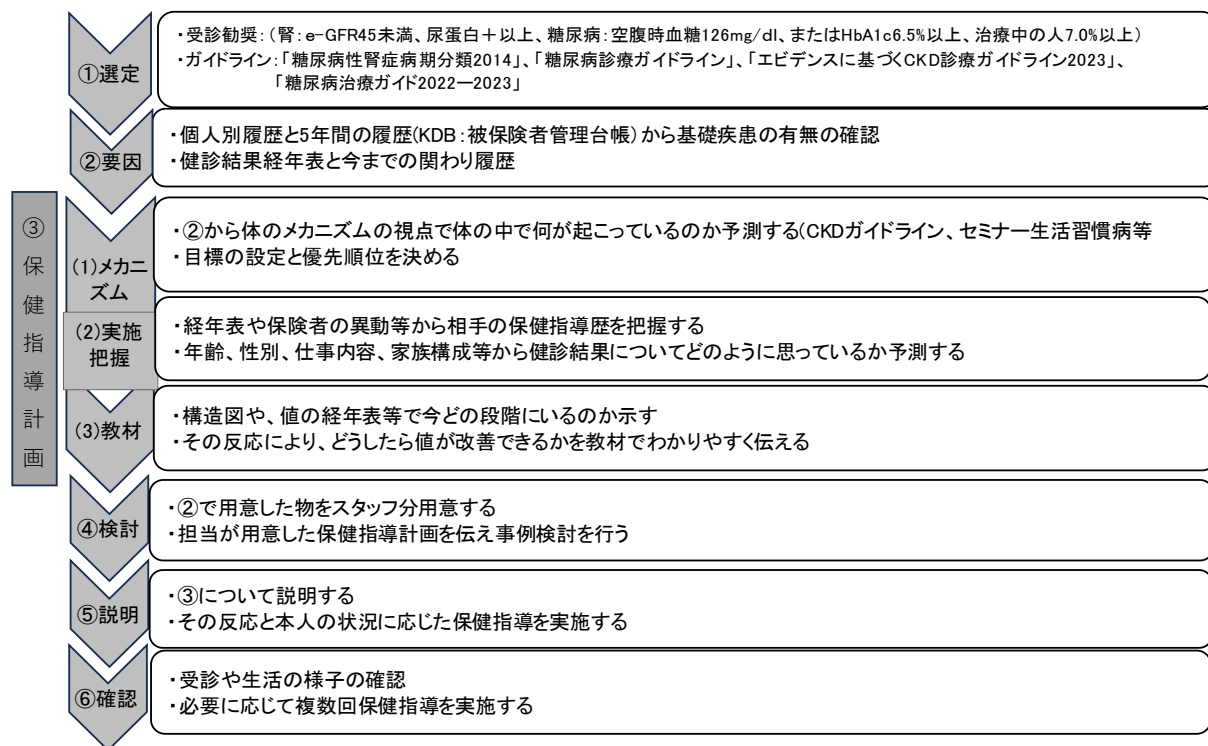 ①選定
・受診勧奨:(腎:e-GFR45未満、尿蛋白+以上、糖尿病:空腹時血糖126mg/dl、またはHbA1c6.5%以上、治療中の人7.0%以上)
・ガイドライン:「糖尿病性腎症病期分類2014」、「糖尿病診療ガイドライン」、「エビデンスに基づくCKD診療ガイドライン2023」、
「糖尿病治療ガイド2022―2023」
②要因
・個人別履歴と5年間の履歴(KDB:被保険者管理台帳)から基礎疾患の有無の確認
・健診結果経年表と今までの関わり履歴
③保健指導計画
(1)メカニ
ズム
・②から体のメカニズムの視点で体の中で何が起こっているのか予測する(CKDガイドライン、セミナー生活習慣病等
・目標の設定と優先順位を決める
(2)実施
把握
・経年表や保険者の異動等から相手の保健指導歴を把握する
・年齢、性別、仕事内容、家族構成等から健診結果についてどのように思っているか予測する
(3)教材
・構造図や、値の経年表等で今どの段階にいるのか示す
・その反応により、どうしたら値が改善できるかを教材でわかりやすく伝える
④検討
・②で用意した物をスタッフ分用意する
・担当が用意した保健指導計画を伝え事例検討を行う
⑤説明
・③について説明する
・その反応と本人の状況に応じた保健指導を実施する
⑥確認
・受診や生活の様子の確認
・必要に応じて複数回保健指導を実施する